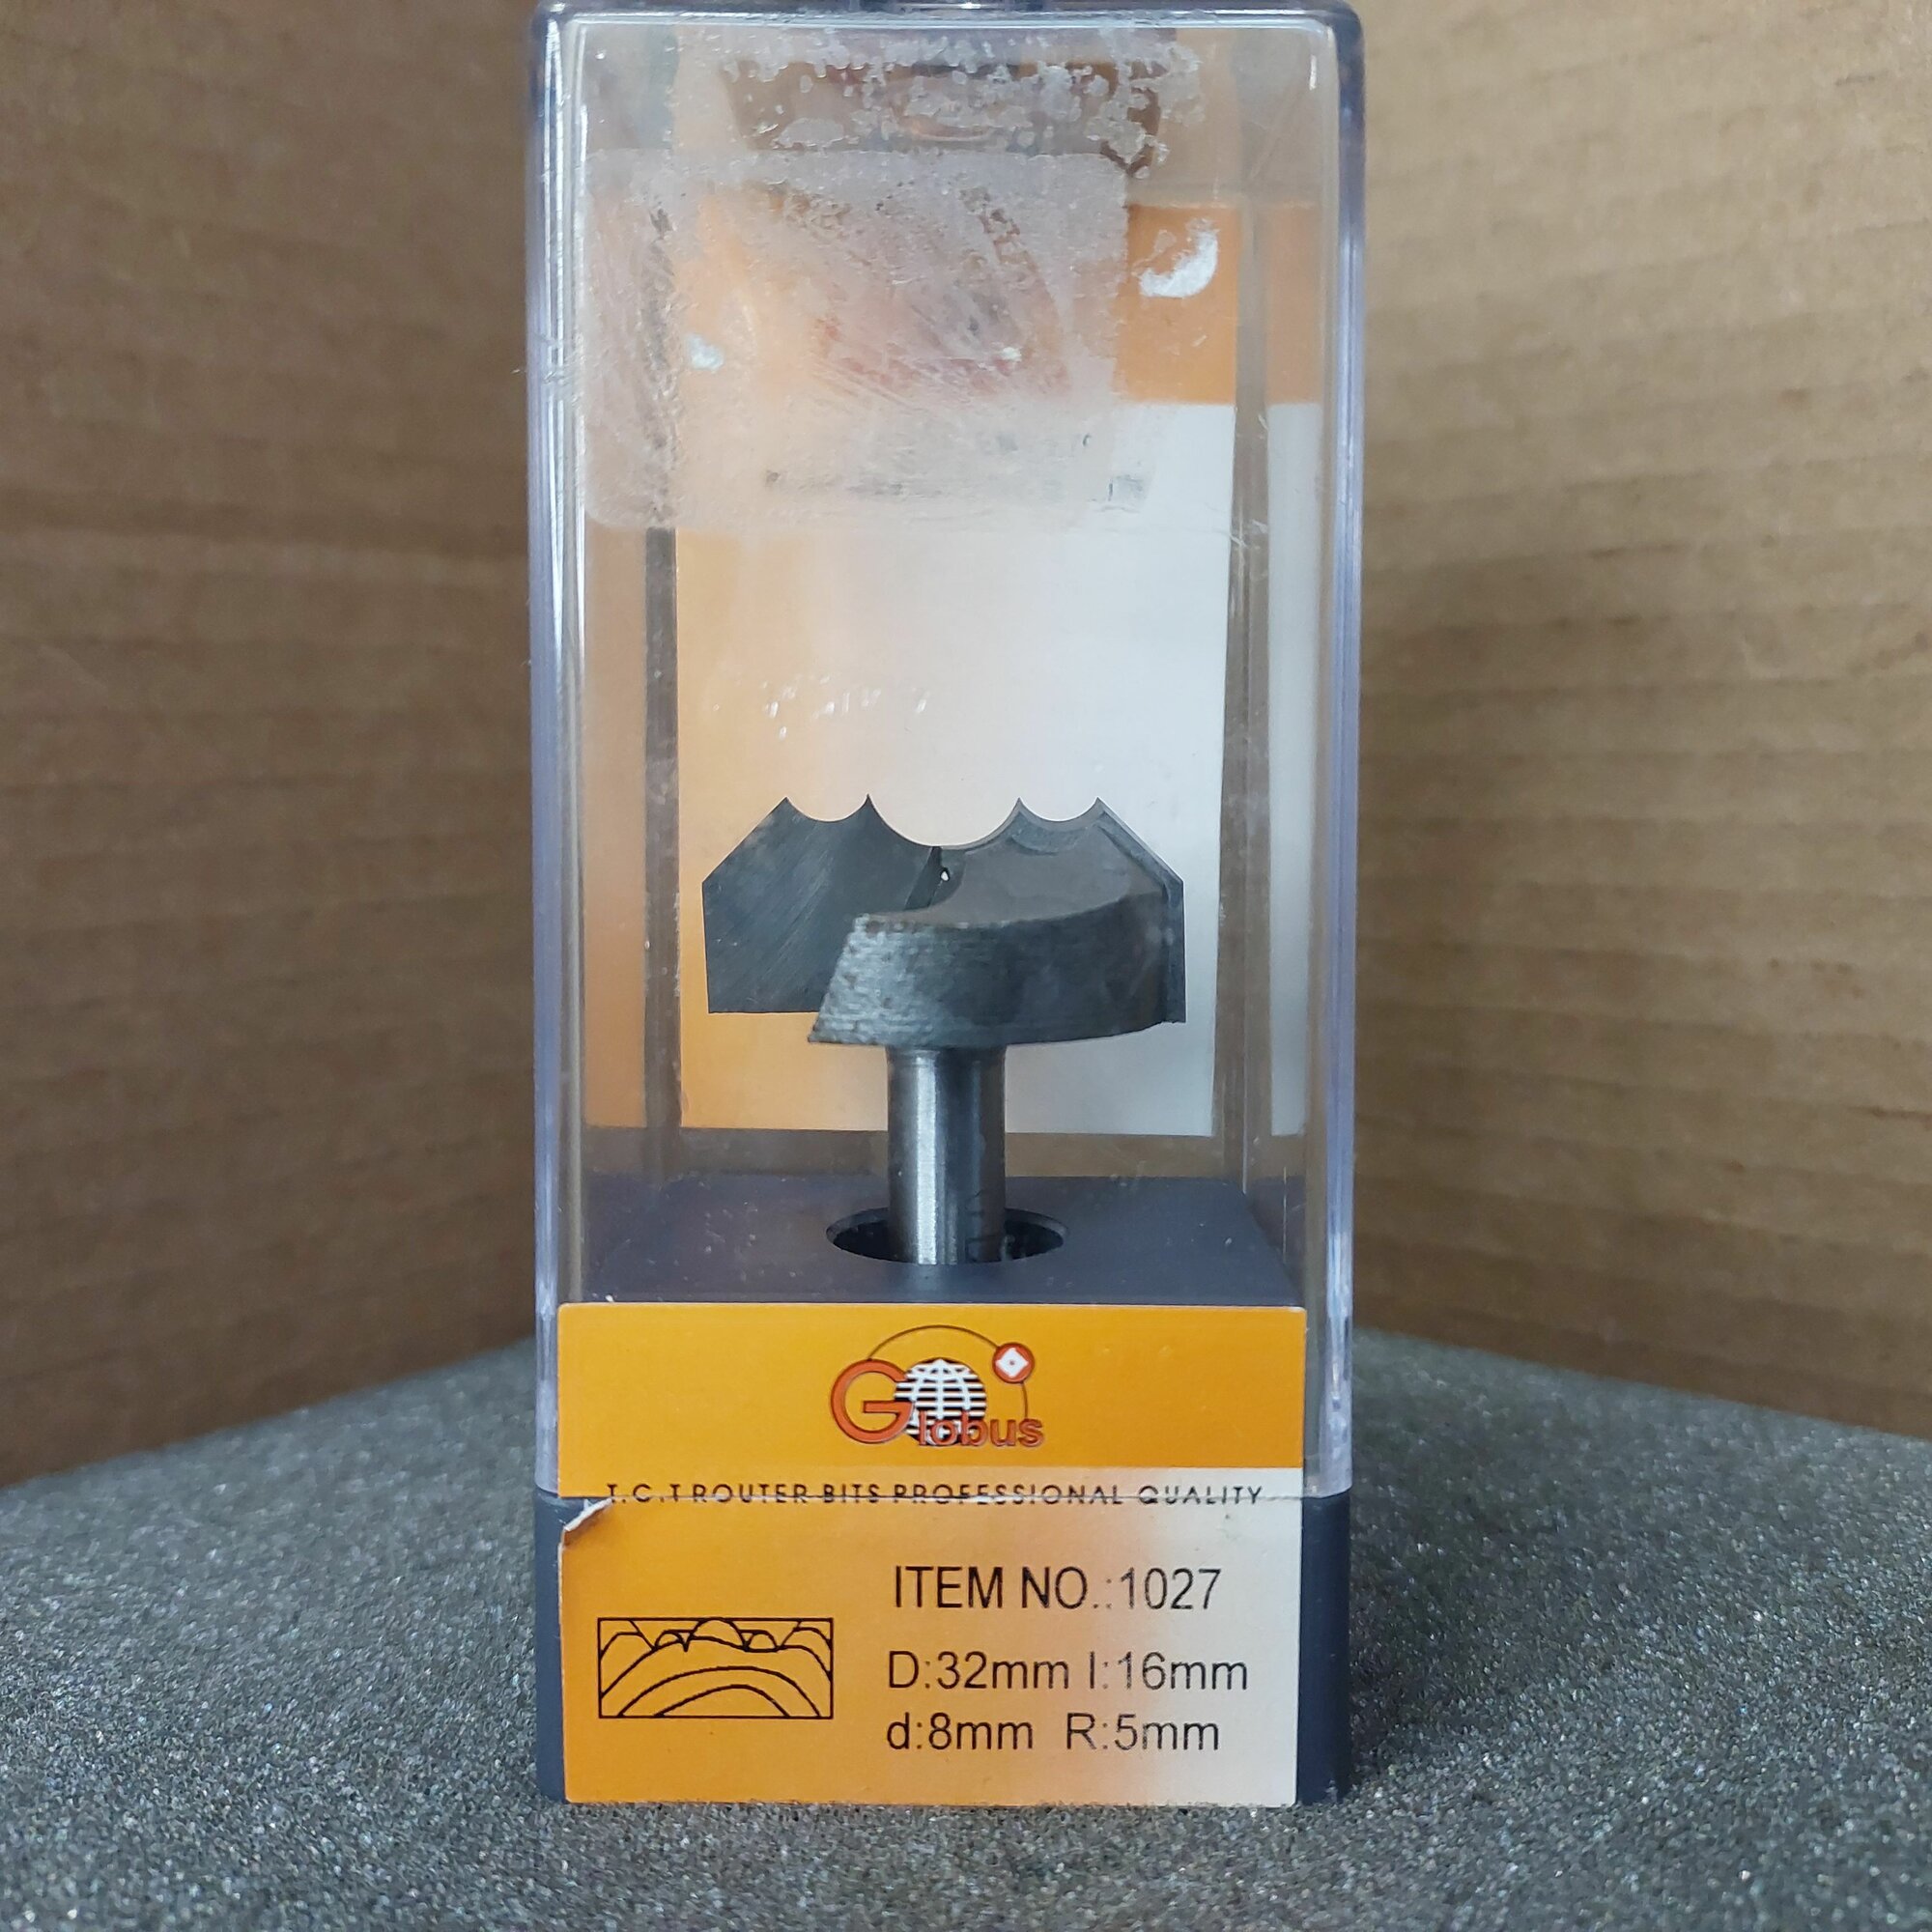 Globus
T.C.T ROUTER BITS PROFESSIONAL QUALITY
ITEM NO.:1027
D:32mm l:16mm
d:8mm R:5mm